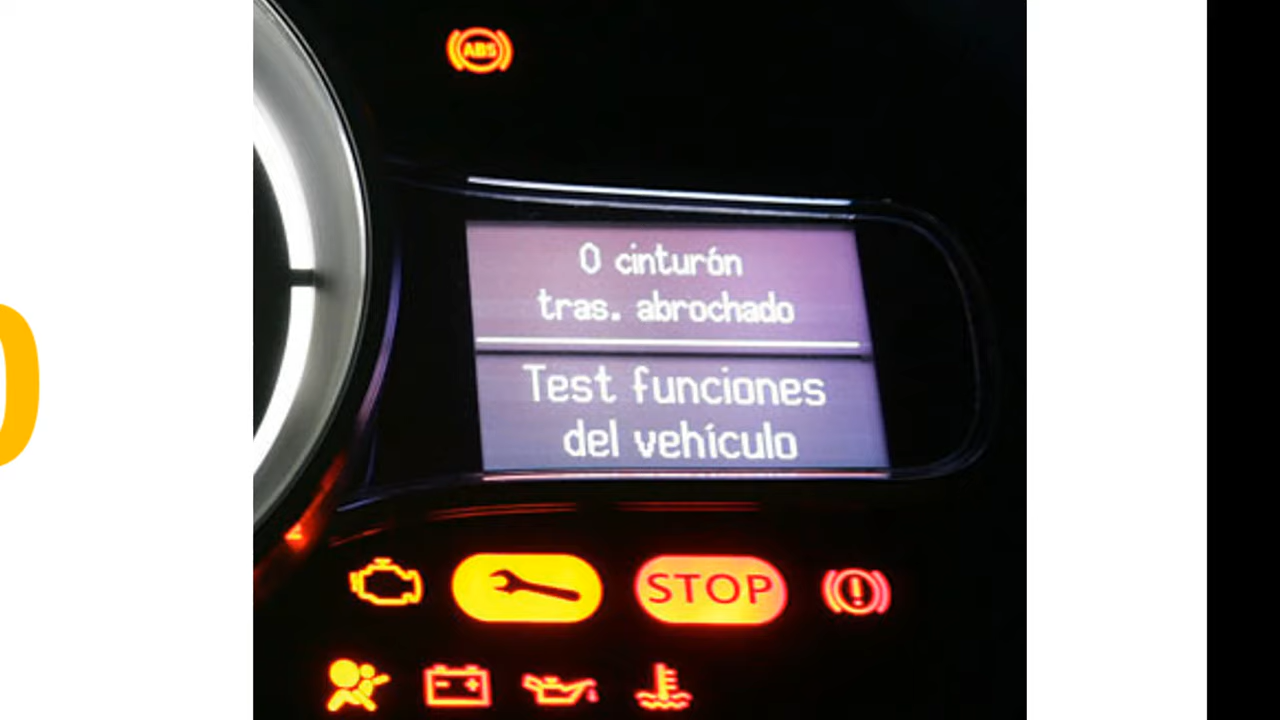 ABS
0 cinturón
tras. abrochado
Test funciones
del vehículo
STOP